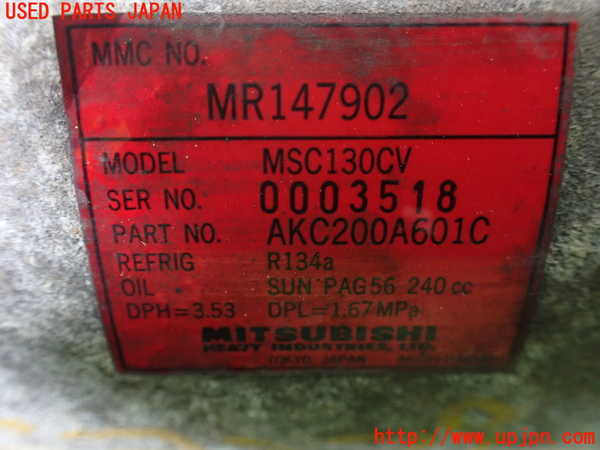 USED PARTS JAPAN
MMC NO.
MR147902
MODEL MSC130CV
SER NO. 0003518
PART NO. AKC200A601C
REFRIG R134a
OIL SUN PAG56 240 cc
DPH=3.53 DPL=1.67MPa
MITSUBISHI
HEAVY INDUSTRIES, LTD.
TOKYO JAPAN
http://www.upjpn.com